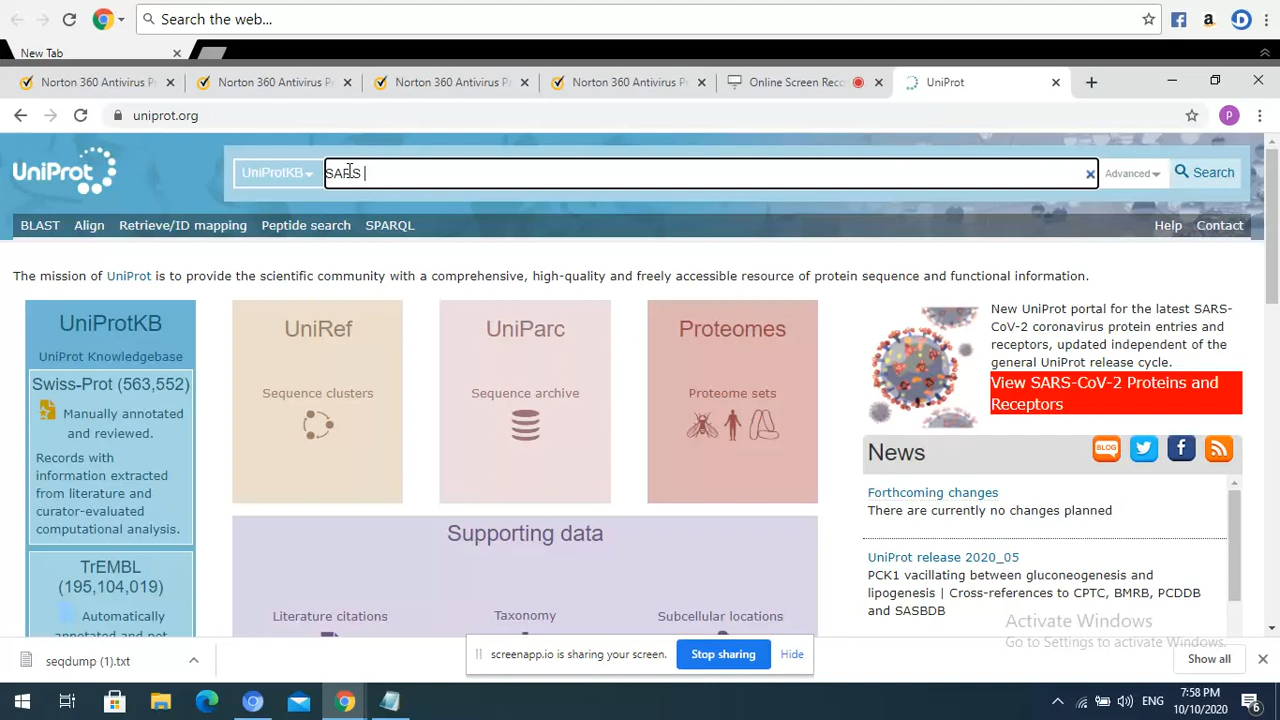 Search the web...
New Tab
Norton 360 Antivirus P
Norton 360 Antivirus P
Norton 360 Antivirus P
Norton 360 Antivirus P
Online Screen Reco
UniProt
uniprot.org
P
UniProt
UniProtKB
SARS
Advanced
Search
BLAST Align Retrieve/ID mapping Peptide search SPARQL
Help Contact
The mission of UniProt is to provide the scientific community with a comprehensive, high-quality and freely accessible resource of protein sequence and functional information.
UniProtKB
UniProt Knowledgebase
Swiss-Prot (563,552)
Manually annotated
and reviewed.
Records with
information extracted
from literature and
curator-evaluated
computational analysis.
TrEMBL
(195,104,019)
Automatically
annotated and not
UniRef
Sequence clusters
UniParc
Sequence archive
Proteomes
Proteome sets
Supporting data
Literature citations
Taxonomy
Subcellular locations
New UniProt portal for the latest SARS-
CoV-2 coronavirus protein entries and
receptors, updated independent of the
general UniProt release cycle.
View SARS-CoV-2 Proteins and
Receptors
News
BLOG
Forthcoming changes
There are currently no changes planned
UniProt release 2020_05
PCK1 vacillating between gluconeogenesis and
lipogenesis | Cross-references to CPTC, BMRB, PCDDB
and SASBDB
Activate Windows
Go to Settings to activate Windows.
screenapp.io is sharing your screen.
Stop sharing
Hide
seqdump (1).txt
Show all
ENG
7:58 PM
10/10/2020
6